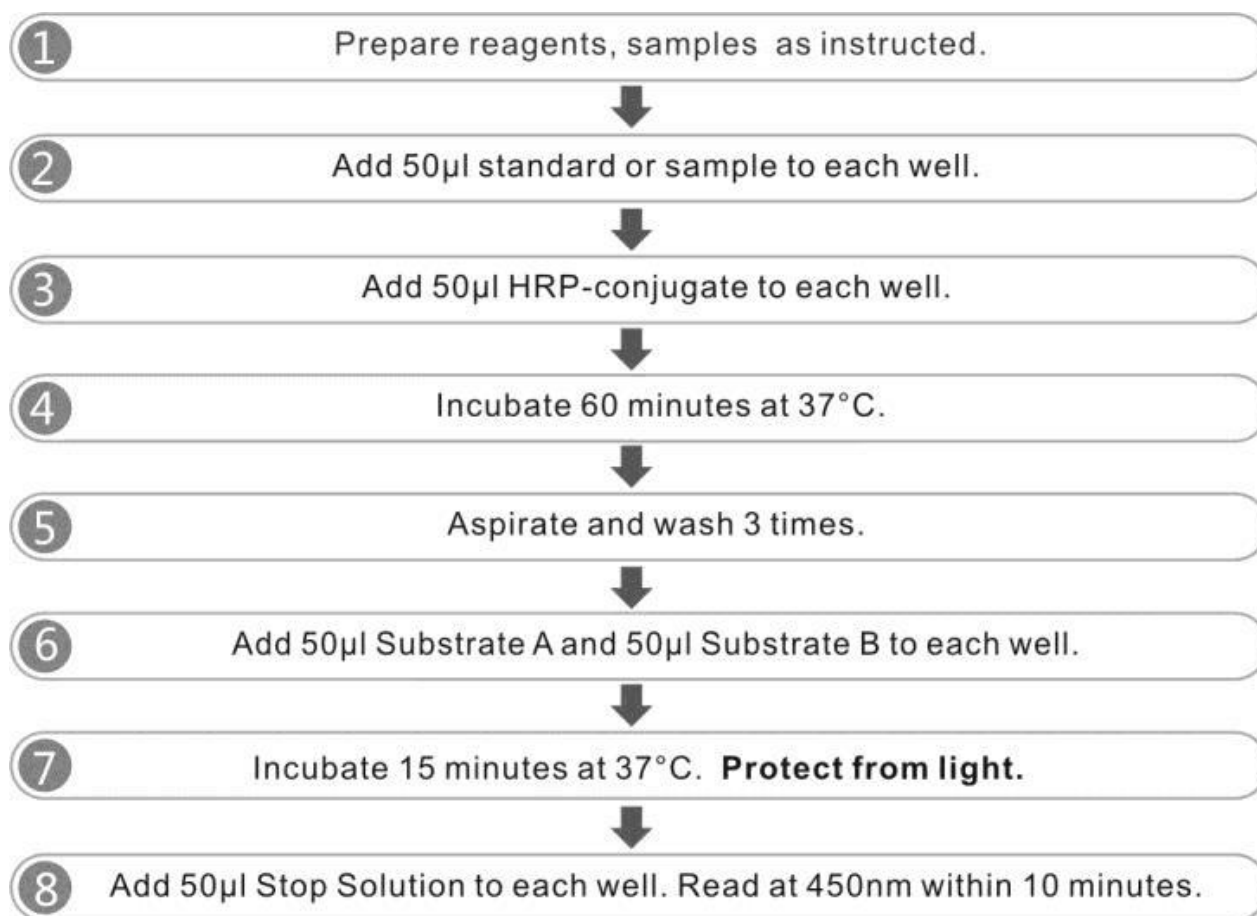 1 Prepare reagents, samples as instructed.
2 Add 50µl standard or sample to each well.
3 Add 50µl HRP-conjugate to each well.
4 Incubate 60 minutes at 37°C.
5 Aspirate and wash 3 times.
6 Add 50µl Substrate A and 50µl Substrate B to each well.
7 Incubate 15 minutes at 37°C. Protect from light.
8 Add 50µl Stop Solution to each well. Read at 450nm within 10 minutes.